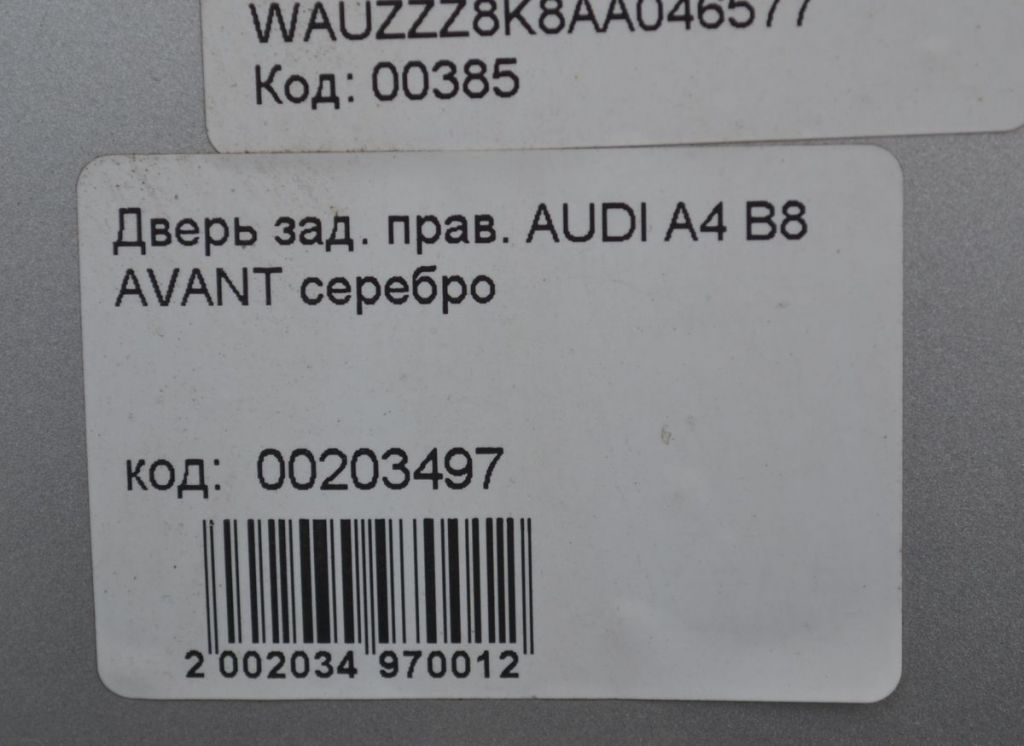 WAUZZZ8K8AA046577
Код: 00385
Дверь зад. прав. AUDI A4 B8
AVANT серебро
код: 00203497
2 002034 970012